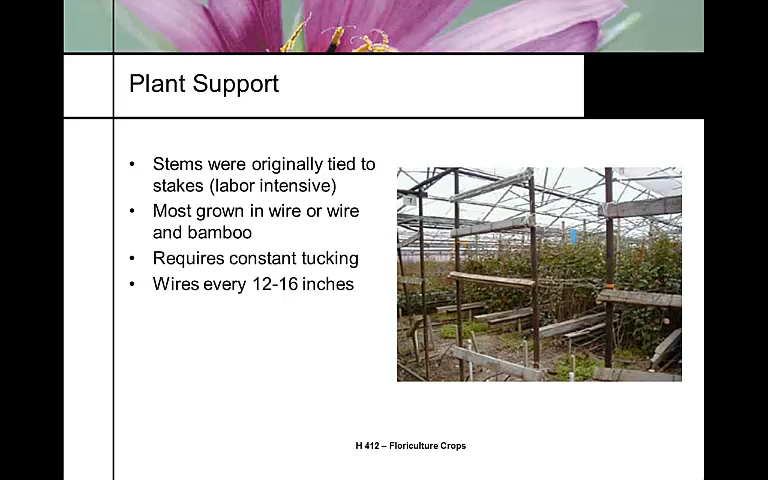 Plant Support
• Stems were originally tied to
stakes (labor intensive)
• Most grown in wire or wire
and bamboo
• Requires constant tucking
• Wires every 12-16 inches
H 412 – Floriculture Crops